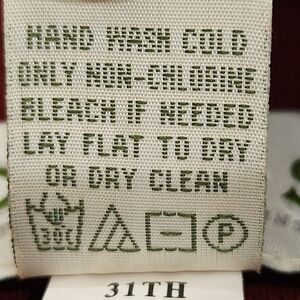 HAND WASH COLD
ONLY NON-CHLORINE
BLEACH IF NEEDED
LAY FLAT TO DRY
OR DRY CLEAN
30 P
31TH